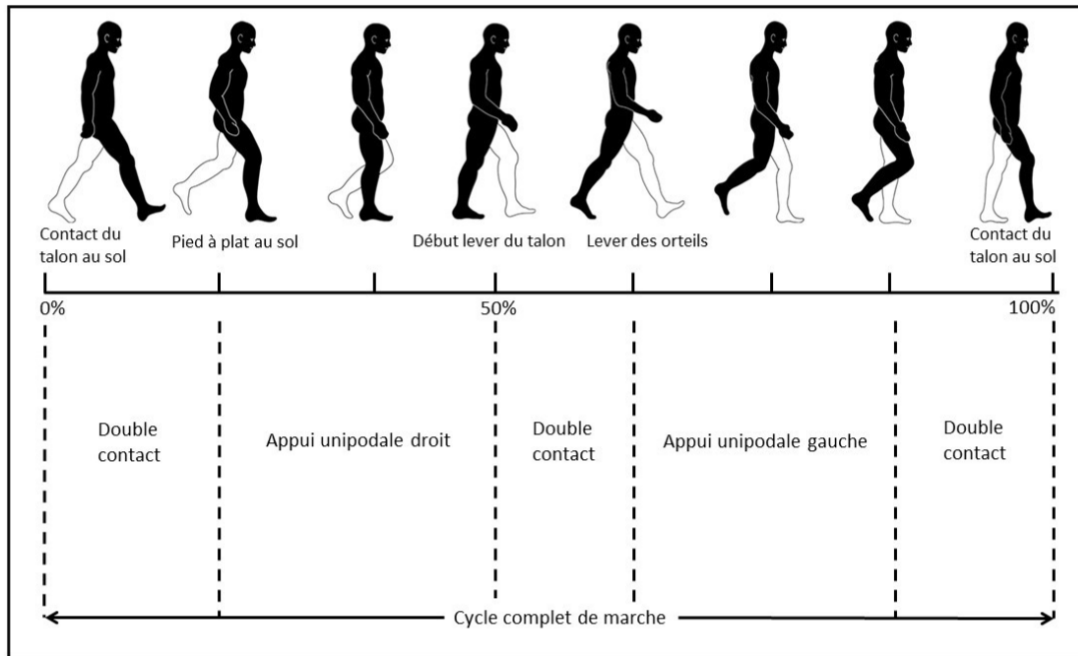 Contact du
talon au sol
Pied à plat au sol
Début lever du talon
Lever des orteils
Contact du
talon au sol
0%
50%
100%
Double
contact
Appui unipodale droit
Double
contact
Appui unipodale gauche
Double
contact
Cycle complet de marche